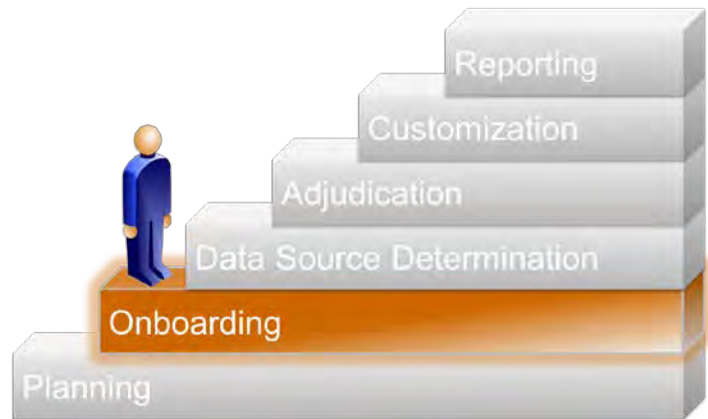 Reporting
Customization
Adjudication
Data Source Determination
Onboarding
Planning